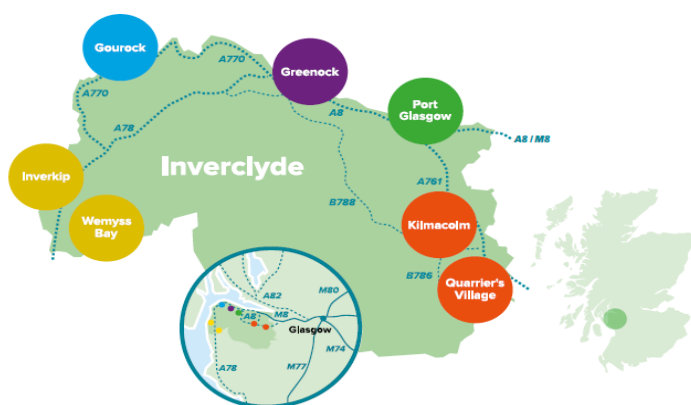 Gourock
A770
Greenock
A770
A8
Port
Glasgow
A8 / M8
A78
Inverclyde
Inverkip
A761
B788
Wemyss
Bay
Kilmacolm
B786
Quarrier's
Village
A82
M80
A8
M8
Glasgow
M74
M77
A78